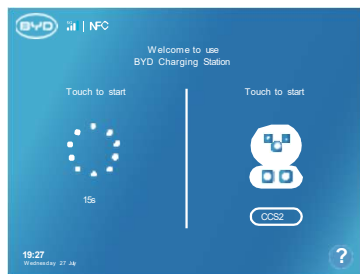 BYD NFC
Welcome to use
BYD Charging Station
Touch to start
Touch to start
15s
CCS2
19:27
Wednesday 27 July
?